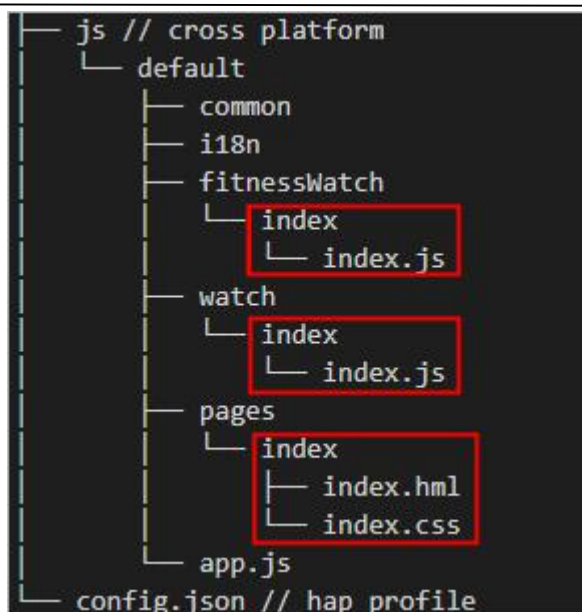 ├── js // cross platform
│   └── default
│       ├── common
│       ├── i18n
│       ├── fitnessWatch
│       │   └── index
│       │       └── index.js
│       ├── watch
│       │   └── index
│       │       └── index.js
│       ├── pages
│       │   └── index
│       │       ├── index.hml
│       │       └── index.css
│       └── app.js
└── config.json // hap profile